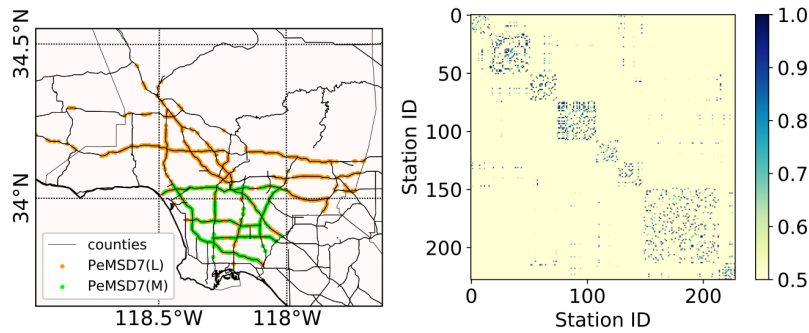 34.5°N
34°N
counties
PeMSD7(L)
PeMSD7(M)
118.5°W 118°W
0
50
100
150
200
Station ID
0 100 200
Station ID
1.0
0.9
0.8
0.7
0.6
0.5